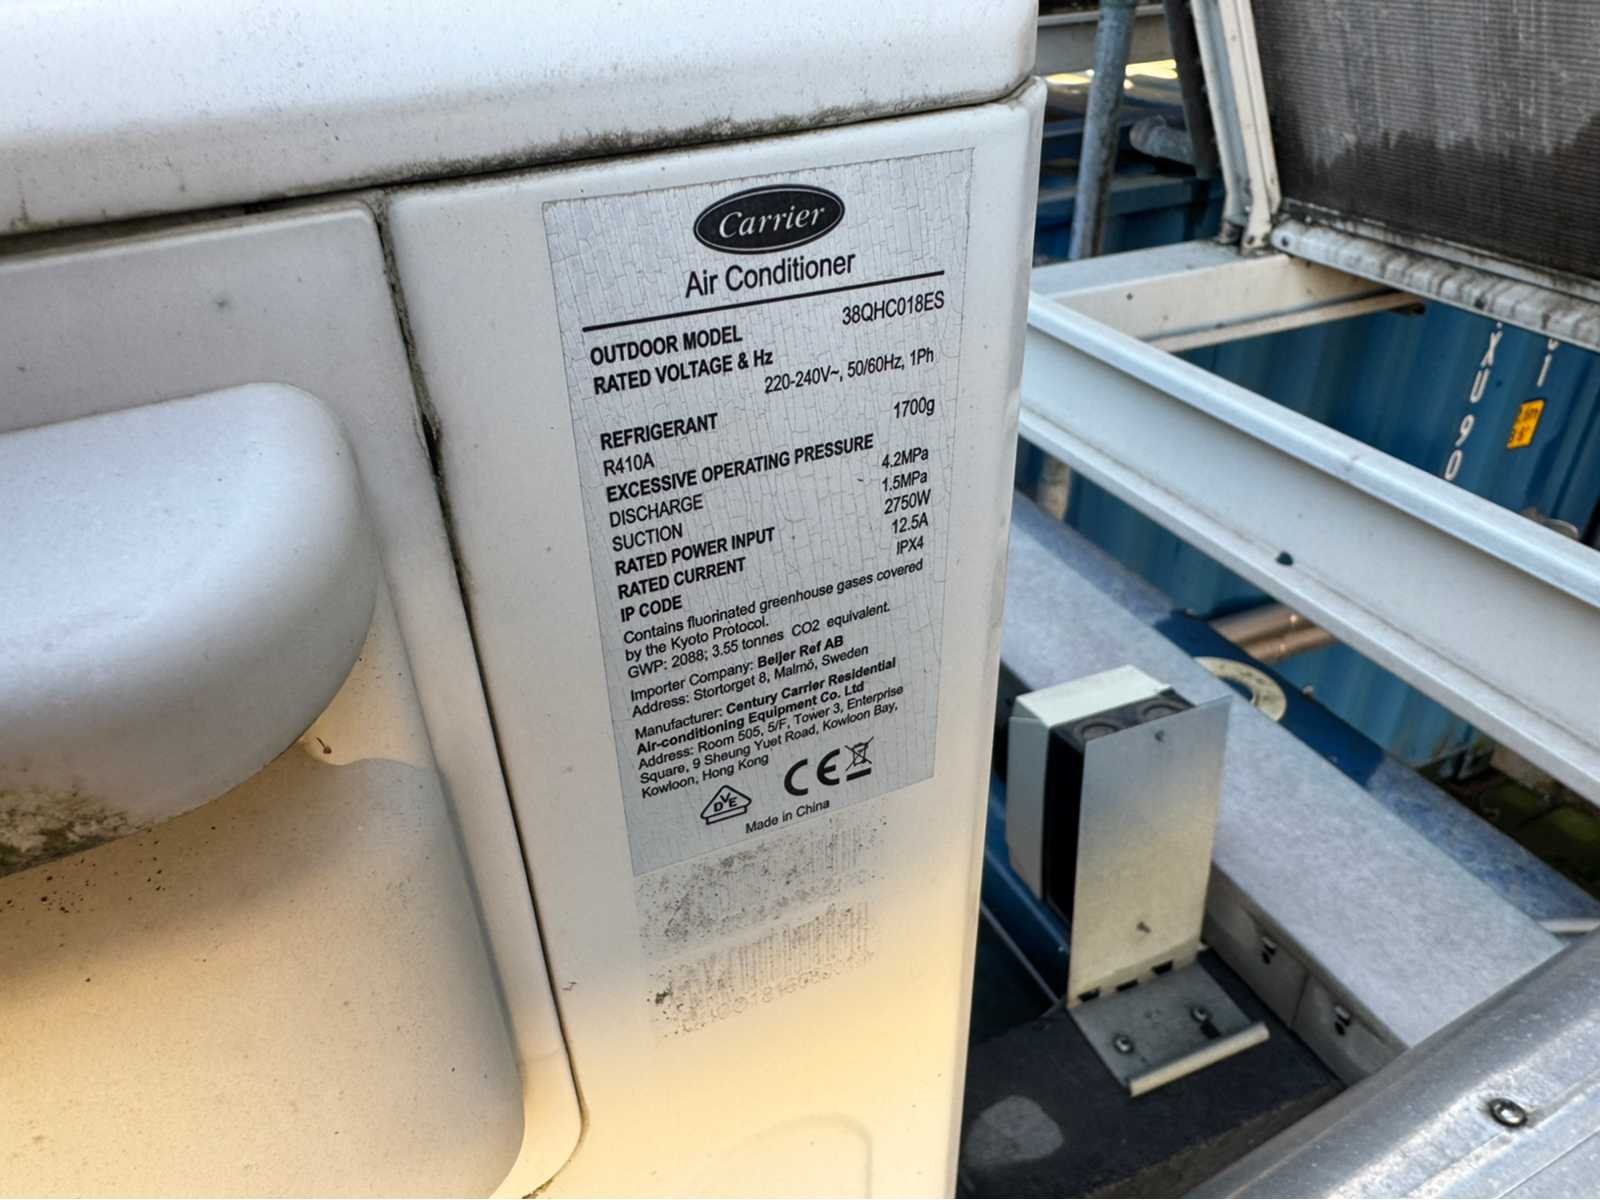 Carrier
Air Conditioner
OUTDOOR MODEL 38QHC018ES
RATED VOLTAGE & Hz
220-240V~, 50/60Hz, 1Ph
REFRIGERANT
R410A 1700g
EXCESSIVE OPERATING PRESSURE
DISCHARGE 4.2MPa
SUCTION 1.5MPa
RATED POWER INPUT 2750W
RATED CURRENT 12.5A
IP CODE IPX4
Contains fluorinated greenhouse gases covered
by the Kyoto Protocol.
GWP: 2088; 3.55 tonnes CO2 equivalent.
Importer Company: Beijer Ref AB
Address: Stortorget 8, Malmö, Sweden
Manufacturer: Century Carrier Residential
Air-conditioning Equipment Co. Ltd
Address: Room 505, 5/F, Tower 3, Enterprise
Square, 9 Sheung Yuet Road, Kowloon Bay,
Kowloon, Hong Kong
DVE CE
Made in China
XU 90